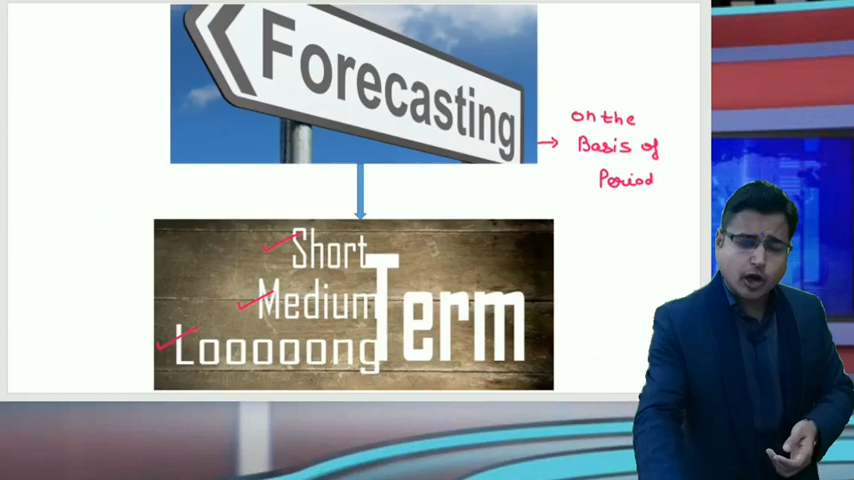 Forecasting
on the
Basis of
Period
Short
Medium
Looooong
Term